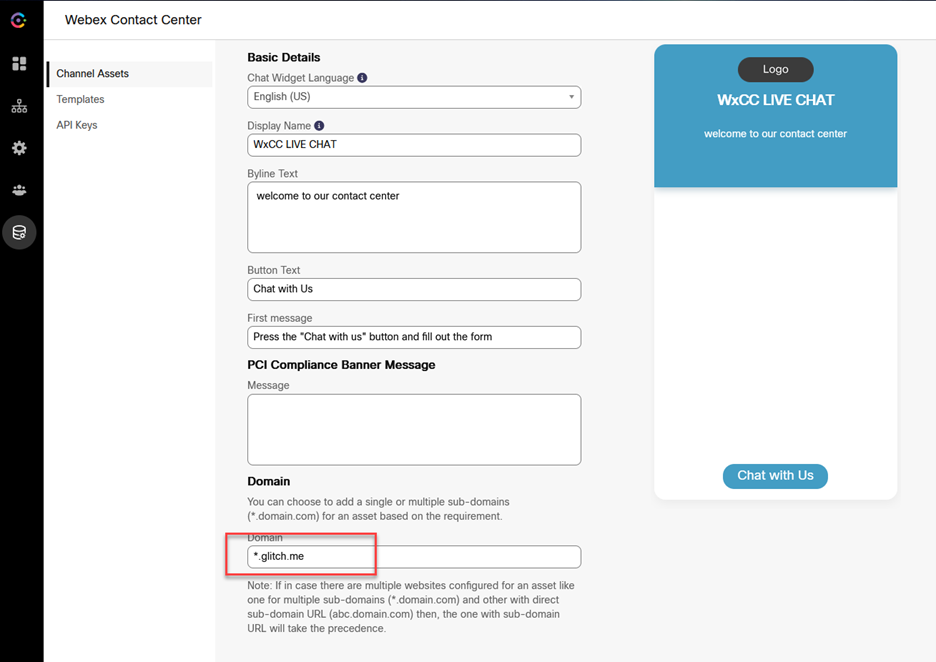 Webex Contact Center
Channel Assets
Templates
API Keys
Basic Details
Chat Widget Language
English (US)
Display Name
WxCC LIVE CHAT
Byline Text
welcome to our contact center
Button Text
Chat with Us
First message
Press the "Chat with us" button and fill out the form
PCI Compliance Banner Message
Message
Domain
You can choose to add a single or multiple sub-domains
(*.domain.com) for an asset based on the requirement.
Domain
*.glitch.me
Note: If in case there are multiple websites configured for an asset like
one for multiple sub-domains (*.domain.com) and other with direct
sub-domain URL (abc.domain.com) then, the one with sub-domain
URL will take the precedence.
Logo
WxCC LIVE CHAT
welcome to our contact center
Chat with Us